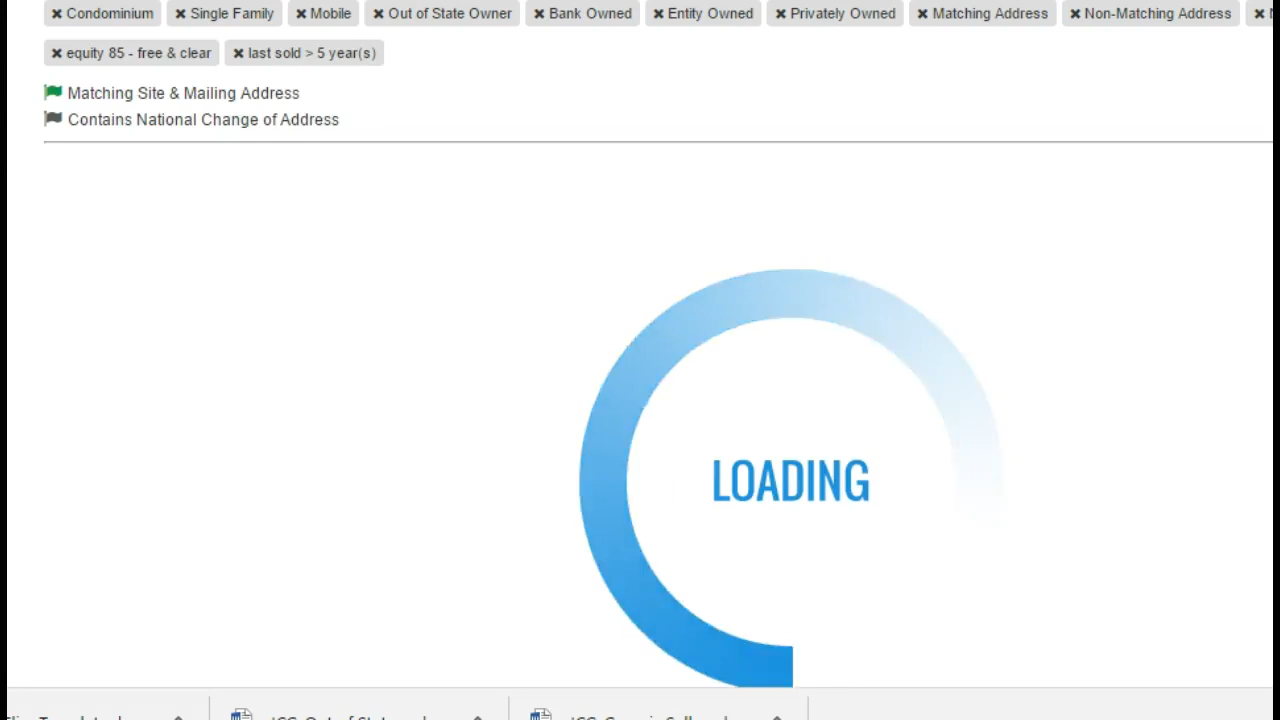 ✖ Condominium ✖ Single Family ✖ Mobile ✖ Out of State Owner ✖ Bank Owned ✖ Entity Owned ✖ Privately Owned ✖ Matching Address ✖ Non-Matching Address ✖
✖ equity 85 - free & clear ✖ last sold > 5 year(s)
Matching Site & Mailing Address
Contains National Change of Address
LOADING